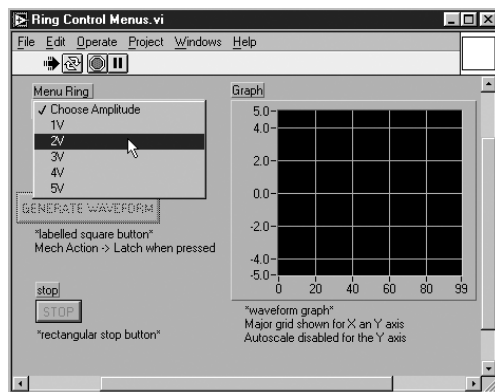 Ring Control Menus.vi
File Edit Operate Project Windows Help
Menu Ring
✓ Choose Amplitude
1V
2V
3V
4V
5V
GENERATE WAVEFORM
*labelled square button*
Mech Action -> Latch when pressed
stop
STOP
*rectangular stop button*
Graph
5.0
4.0
2.0
0.0
-2.0
-4.0
-5.0
0 20 40 60 80 99
*waveform graph*
Major grid shown for X an Y axis
Autoscale disabled for the Y axis